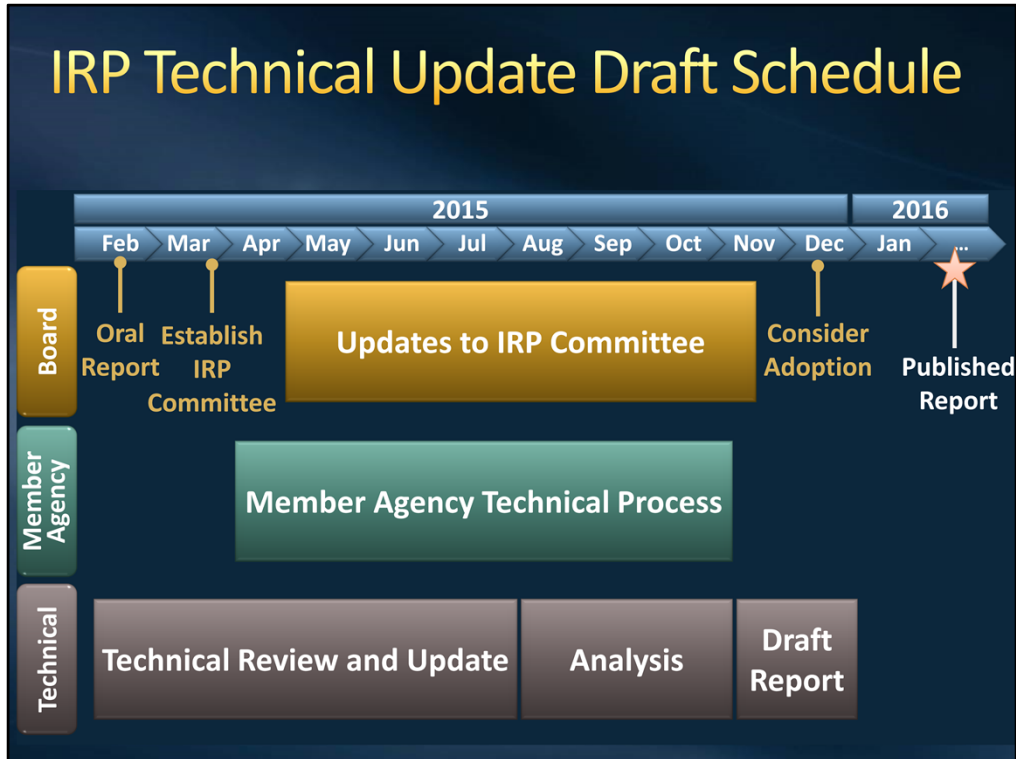 IRP Technical Update Draft Schedule
2015
2016
Feb
Mar
Apr
May
Jun
Jul
Aug
Sep
Oct
Nov
Dec
Jan
...
Board
Oral
Report
Establish
IRP
Committee
Updates to IRP Committee
Consider
Adoption
Published
Report
Member
Agency
Member Agency Technical Process
Technical
Technical Review and Update
Analysis
Draft
Report